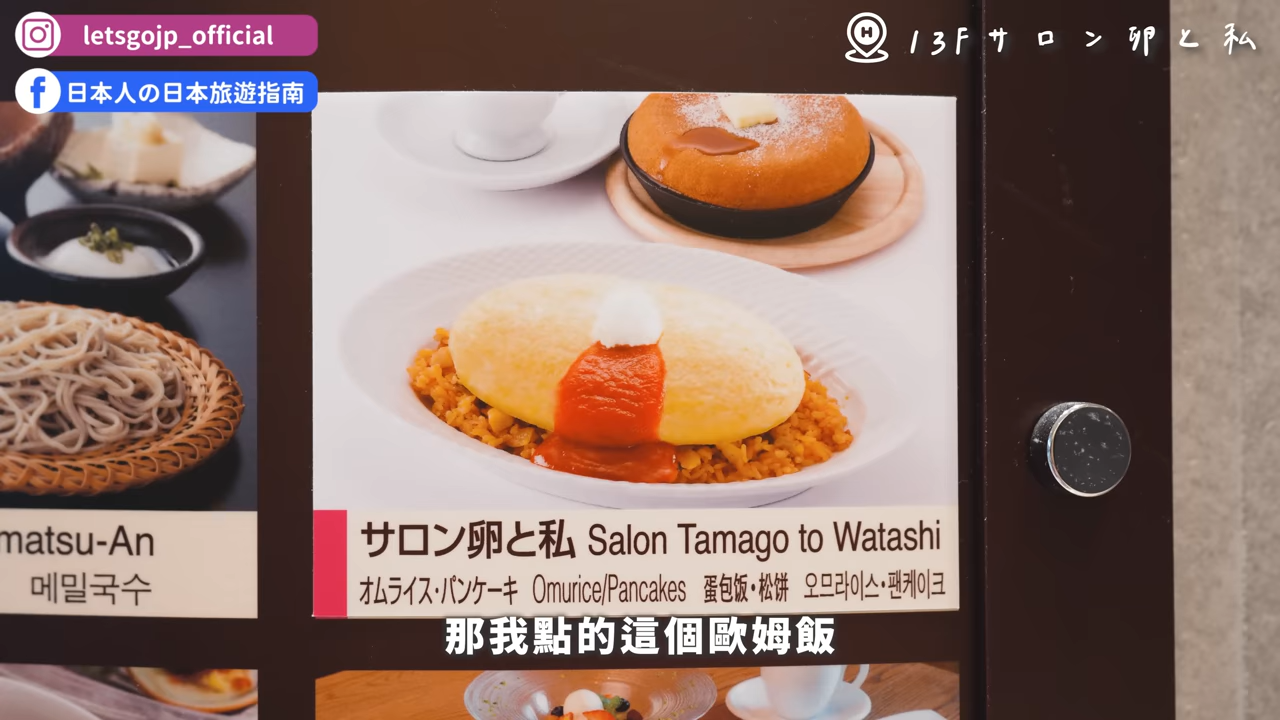 letsgojp_official
日本人の日本旅遊指南
13Fサロン卵と私
matsu-An
메밀국수
サロン卵と私 Salon Tamago to Watashi
オムライス・パンケーキ Omurice/Pancakes 蛋包饭・松饼 오므라이스・팬케이크
那我點的這個歐姆飯